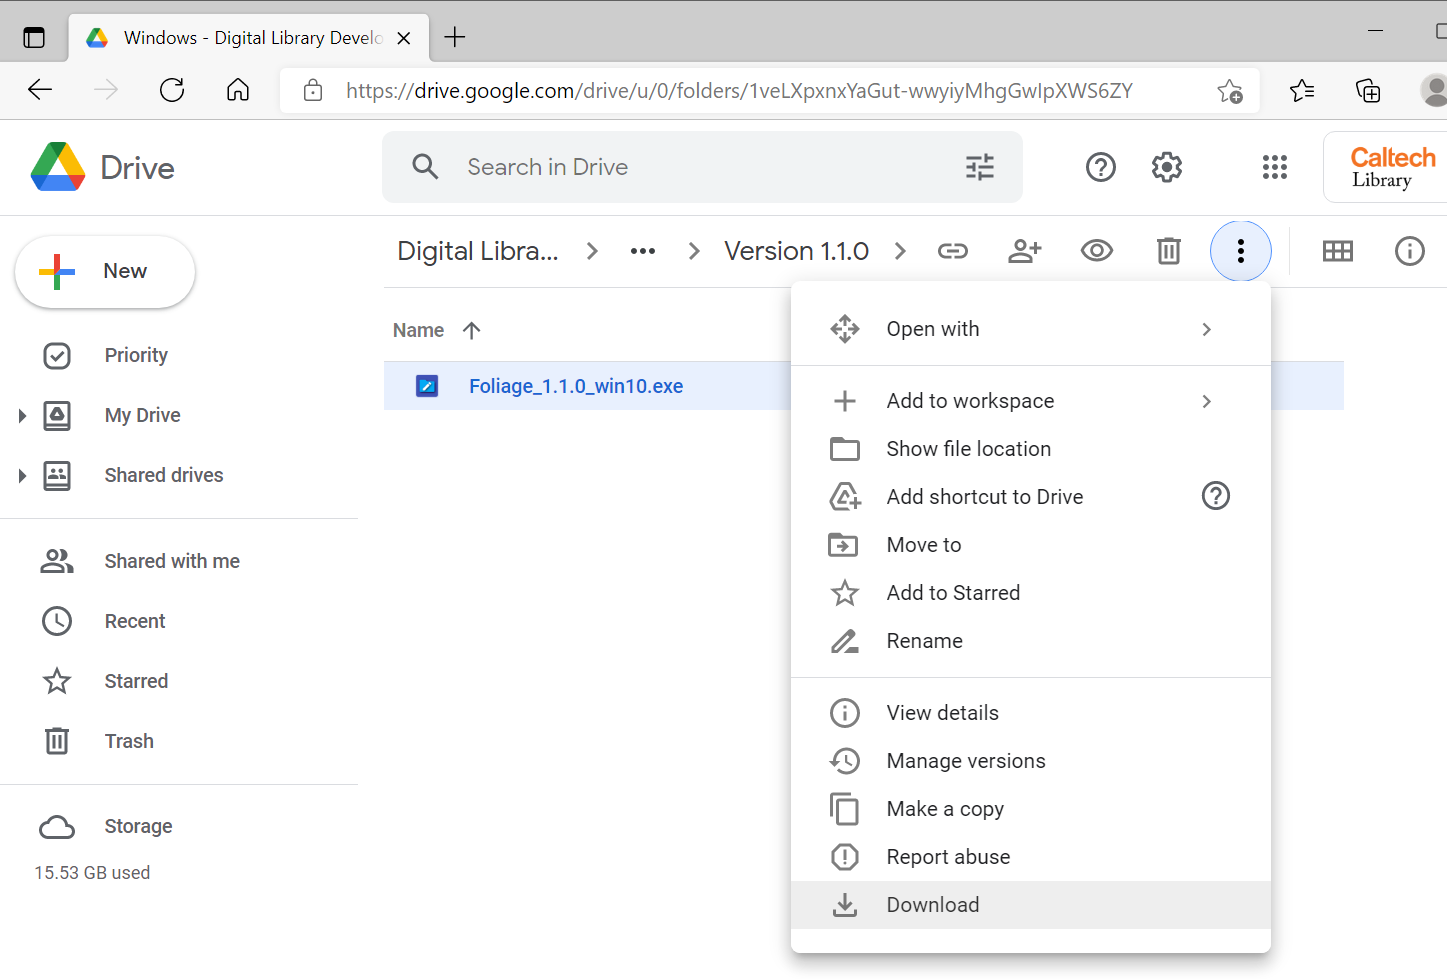 Windows - Digital Library Develo
https://drive.google.com/drive/u/0/folders/1veLXpxnxYaGut-wwyiyMhgGwIpXWS6ZY
Drive
Search in Drive
Caltech
Library
New
Digital Libra... > ••• > Version 1.1.0 >
Priority
My Drive
Shared drives
Shared with me
Recent
Starred
Trash
Storage
15.53 GB used
Name
Foliage_1.1.0_win10.exe
Open with
Add to workspace
Show file location
Add shortcut to Drive
Move to
Add to Starred
Rename
View details
Manage versions
Make a copy
Report abuse
Download